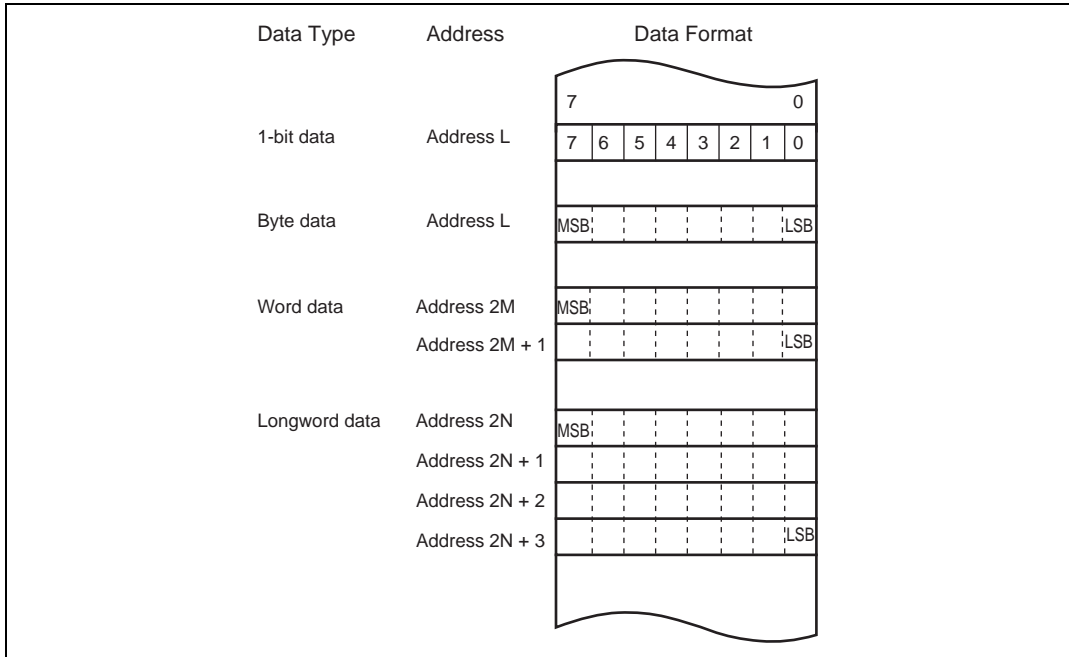 Data Type Address Data Format
7 0
1-bit data Address L 7 6 5 4 3 2 1 0
Byte data Address L MSB LSB
Word data Address 2M MSB
Address 2M + 1 LSB
Longword data Address 2N MSB
Address 2N + 1
Address 2N + 2
Address 2N + 3 LSB